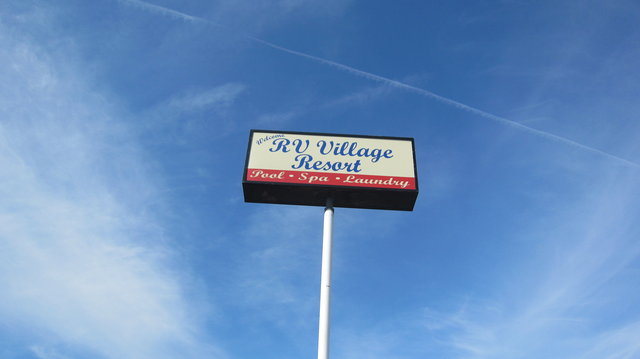 Welcome
RV Village
Resort
Pool • Spa • Laundry